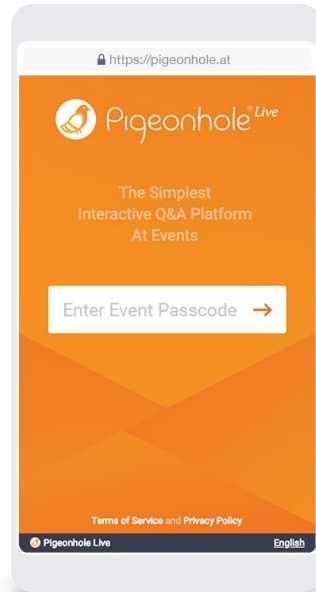 https://pigeonhole.at
Pigeonhole® Live
The Simplest
Interactive Q&A Platform
At Events
Enter Event Passcode
Terms of Service and Privacy Policy
Pigeonhole Live English